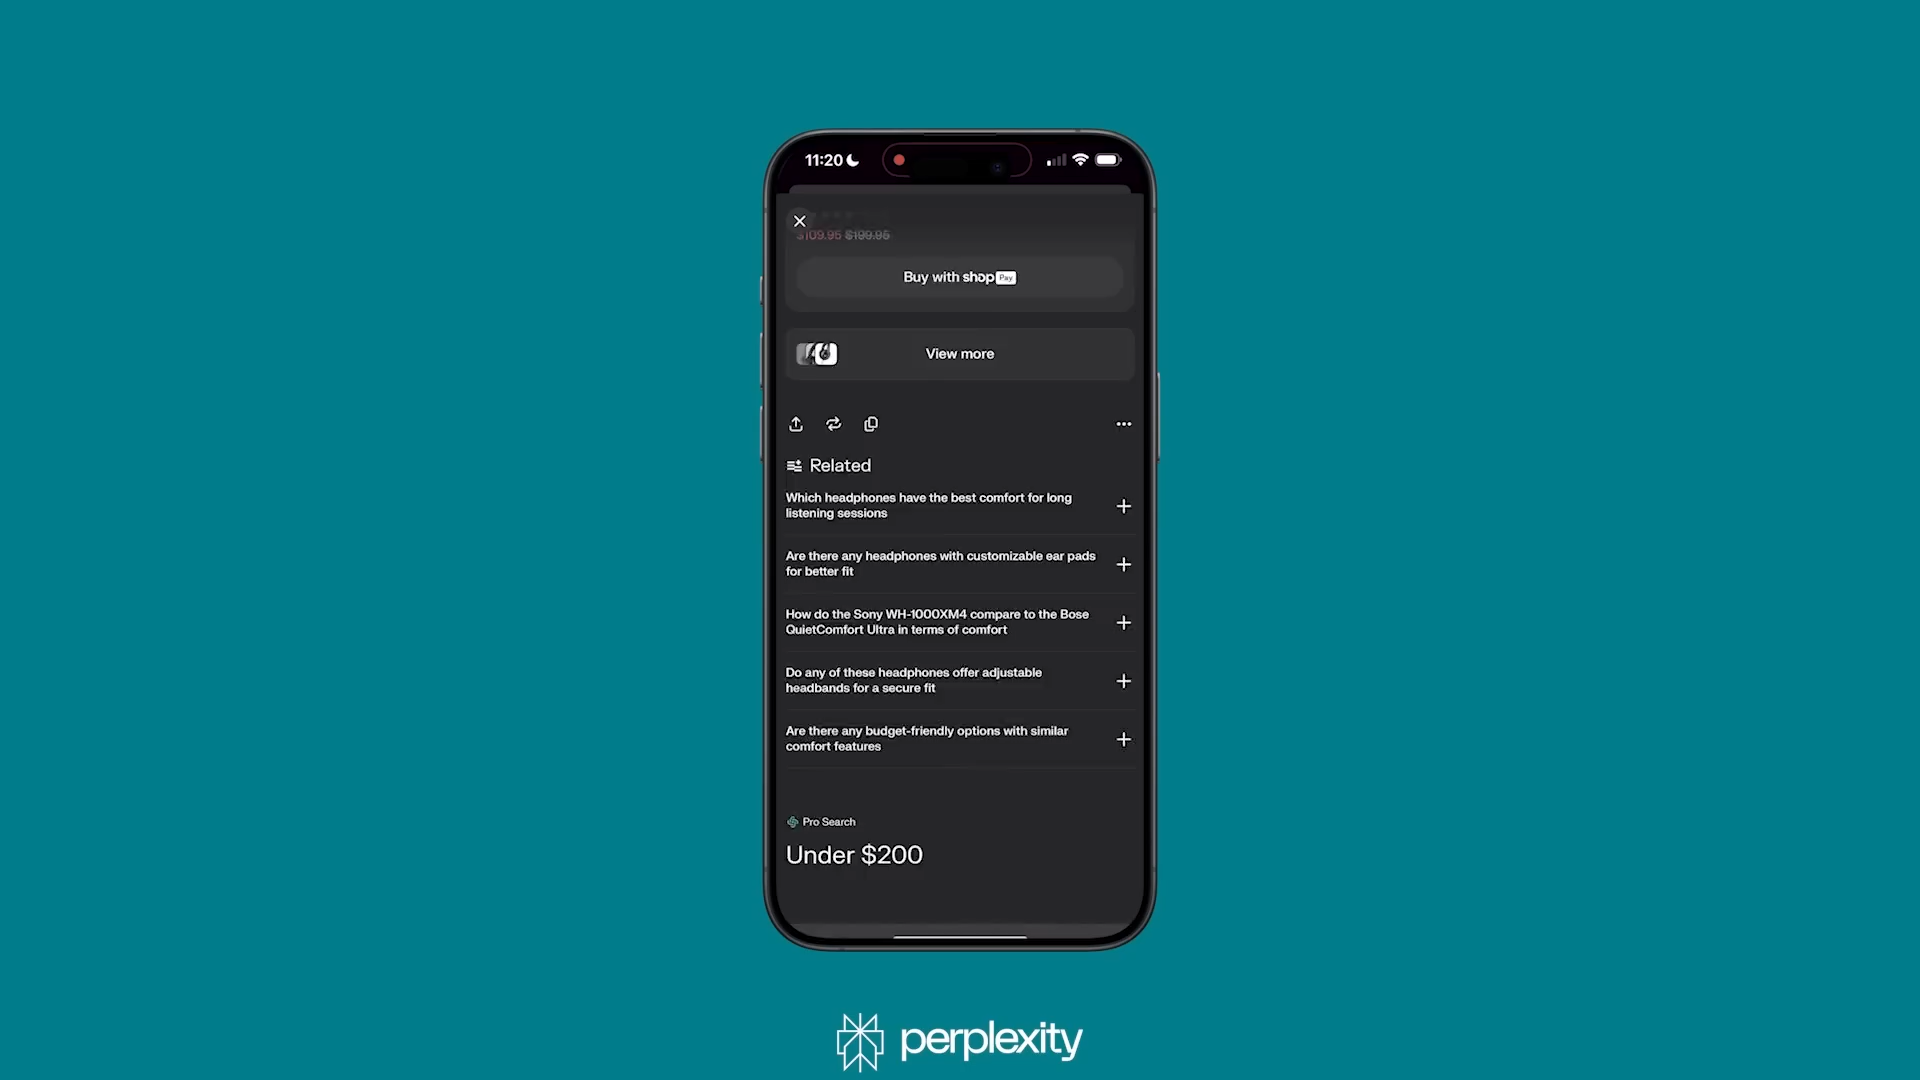 11:20
$109.95 $199.95
Buy with shop Pay
View more
Related
Which headphones have the best comfort for long
listening sessions
Are there any headphones with customizable ear pads
for better fit
How do the Sony WH-1000XM4 compare to the Bose
QuietComfort Ultra in terms of comfort
Do any of these headphones offer adjustable
headbands for a secure fit
Are there any budget-friendly options with similar
comfort features
Pro Search
Under $200
perplexity